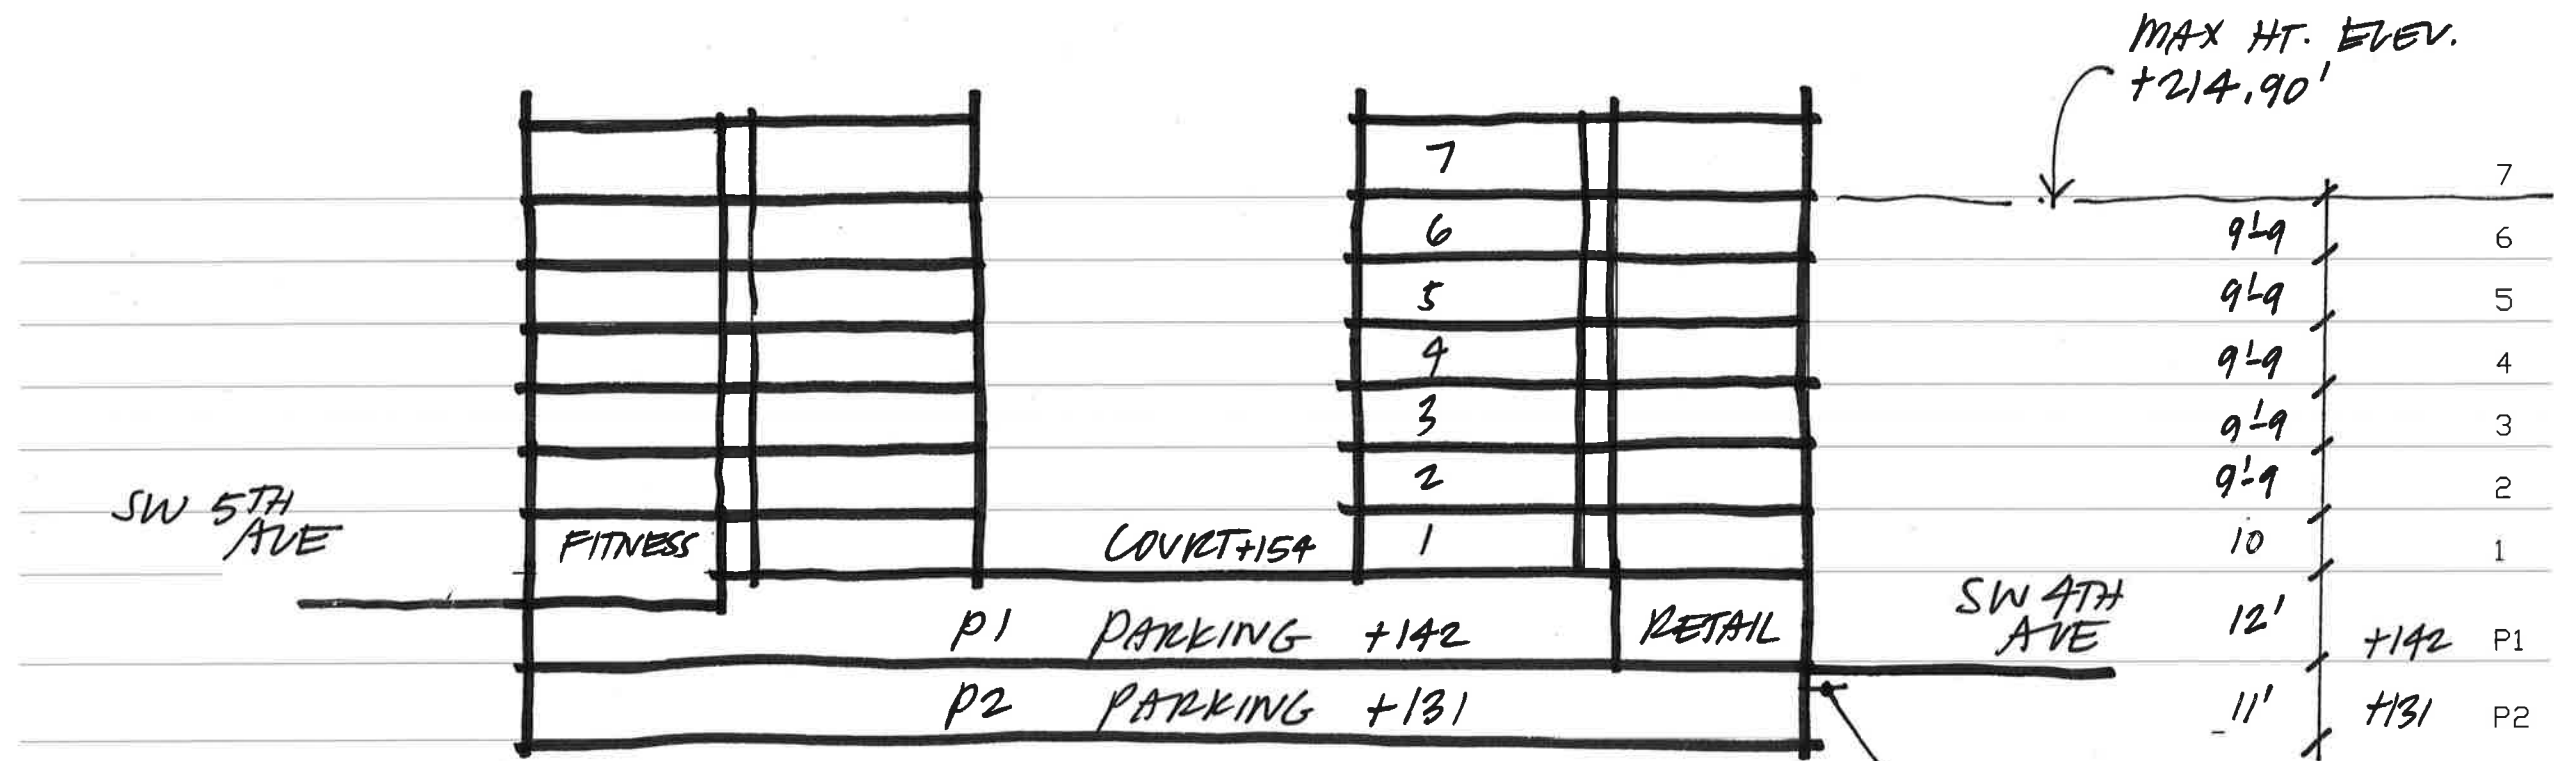 MAX HT. ELEV.
+214.90'
7
7
6
9'-9
6
5
9'-9
5
4
9'-9
4
3
9'-9
3
2
9'-9
2
SW 5TH
AVE
FITNESS
COURT +154
1
10
1
P1 PARKING +142
RETAIL
SW 4TH
AVE
12'
+142
P1
P2 PARKING +131
11'
+131
P2